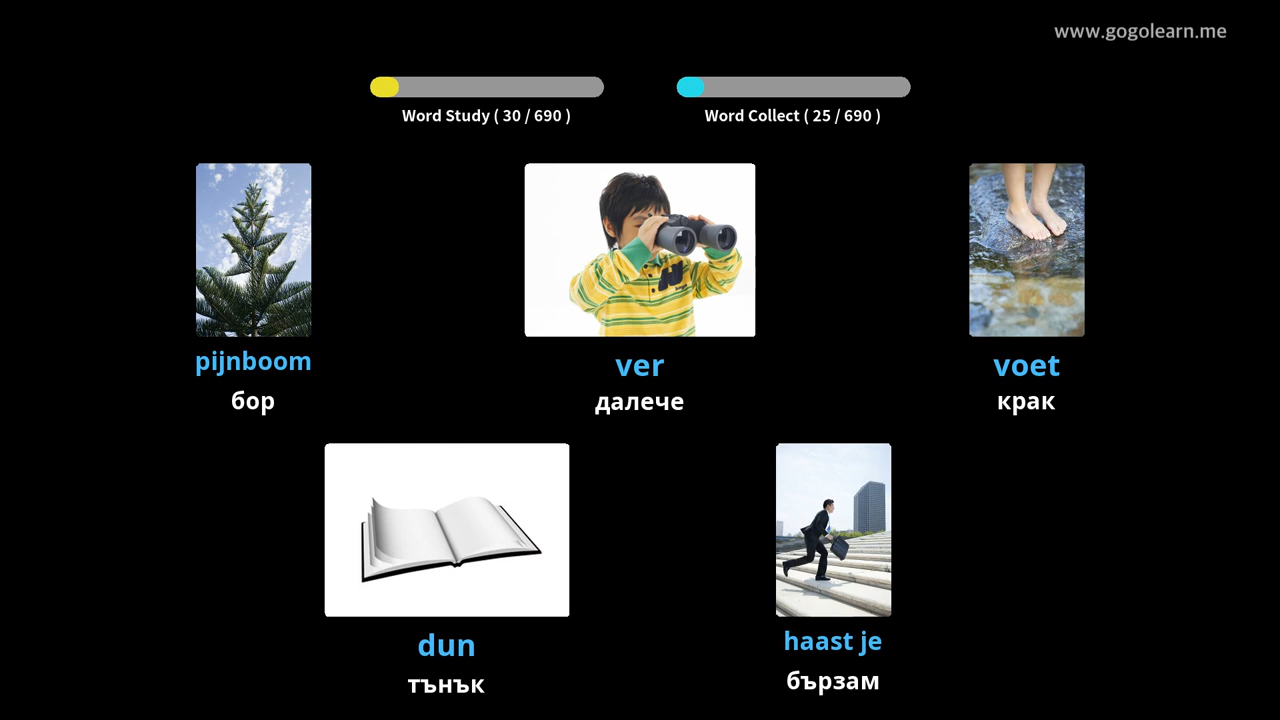 www.gogolearn.me
Word Study ( 30 / 690 )
Word Collect ( 25 / 690 )
pijnboom
бор
ver
далече
voet
крак
dun
тънък
haast je
бързам